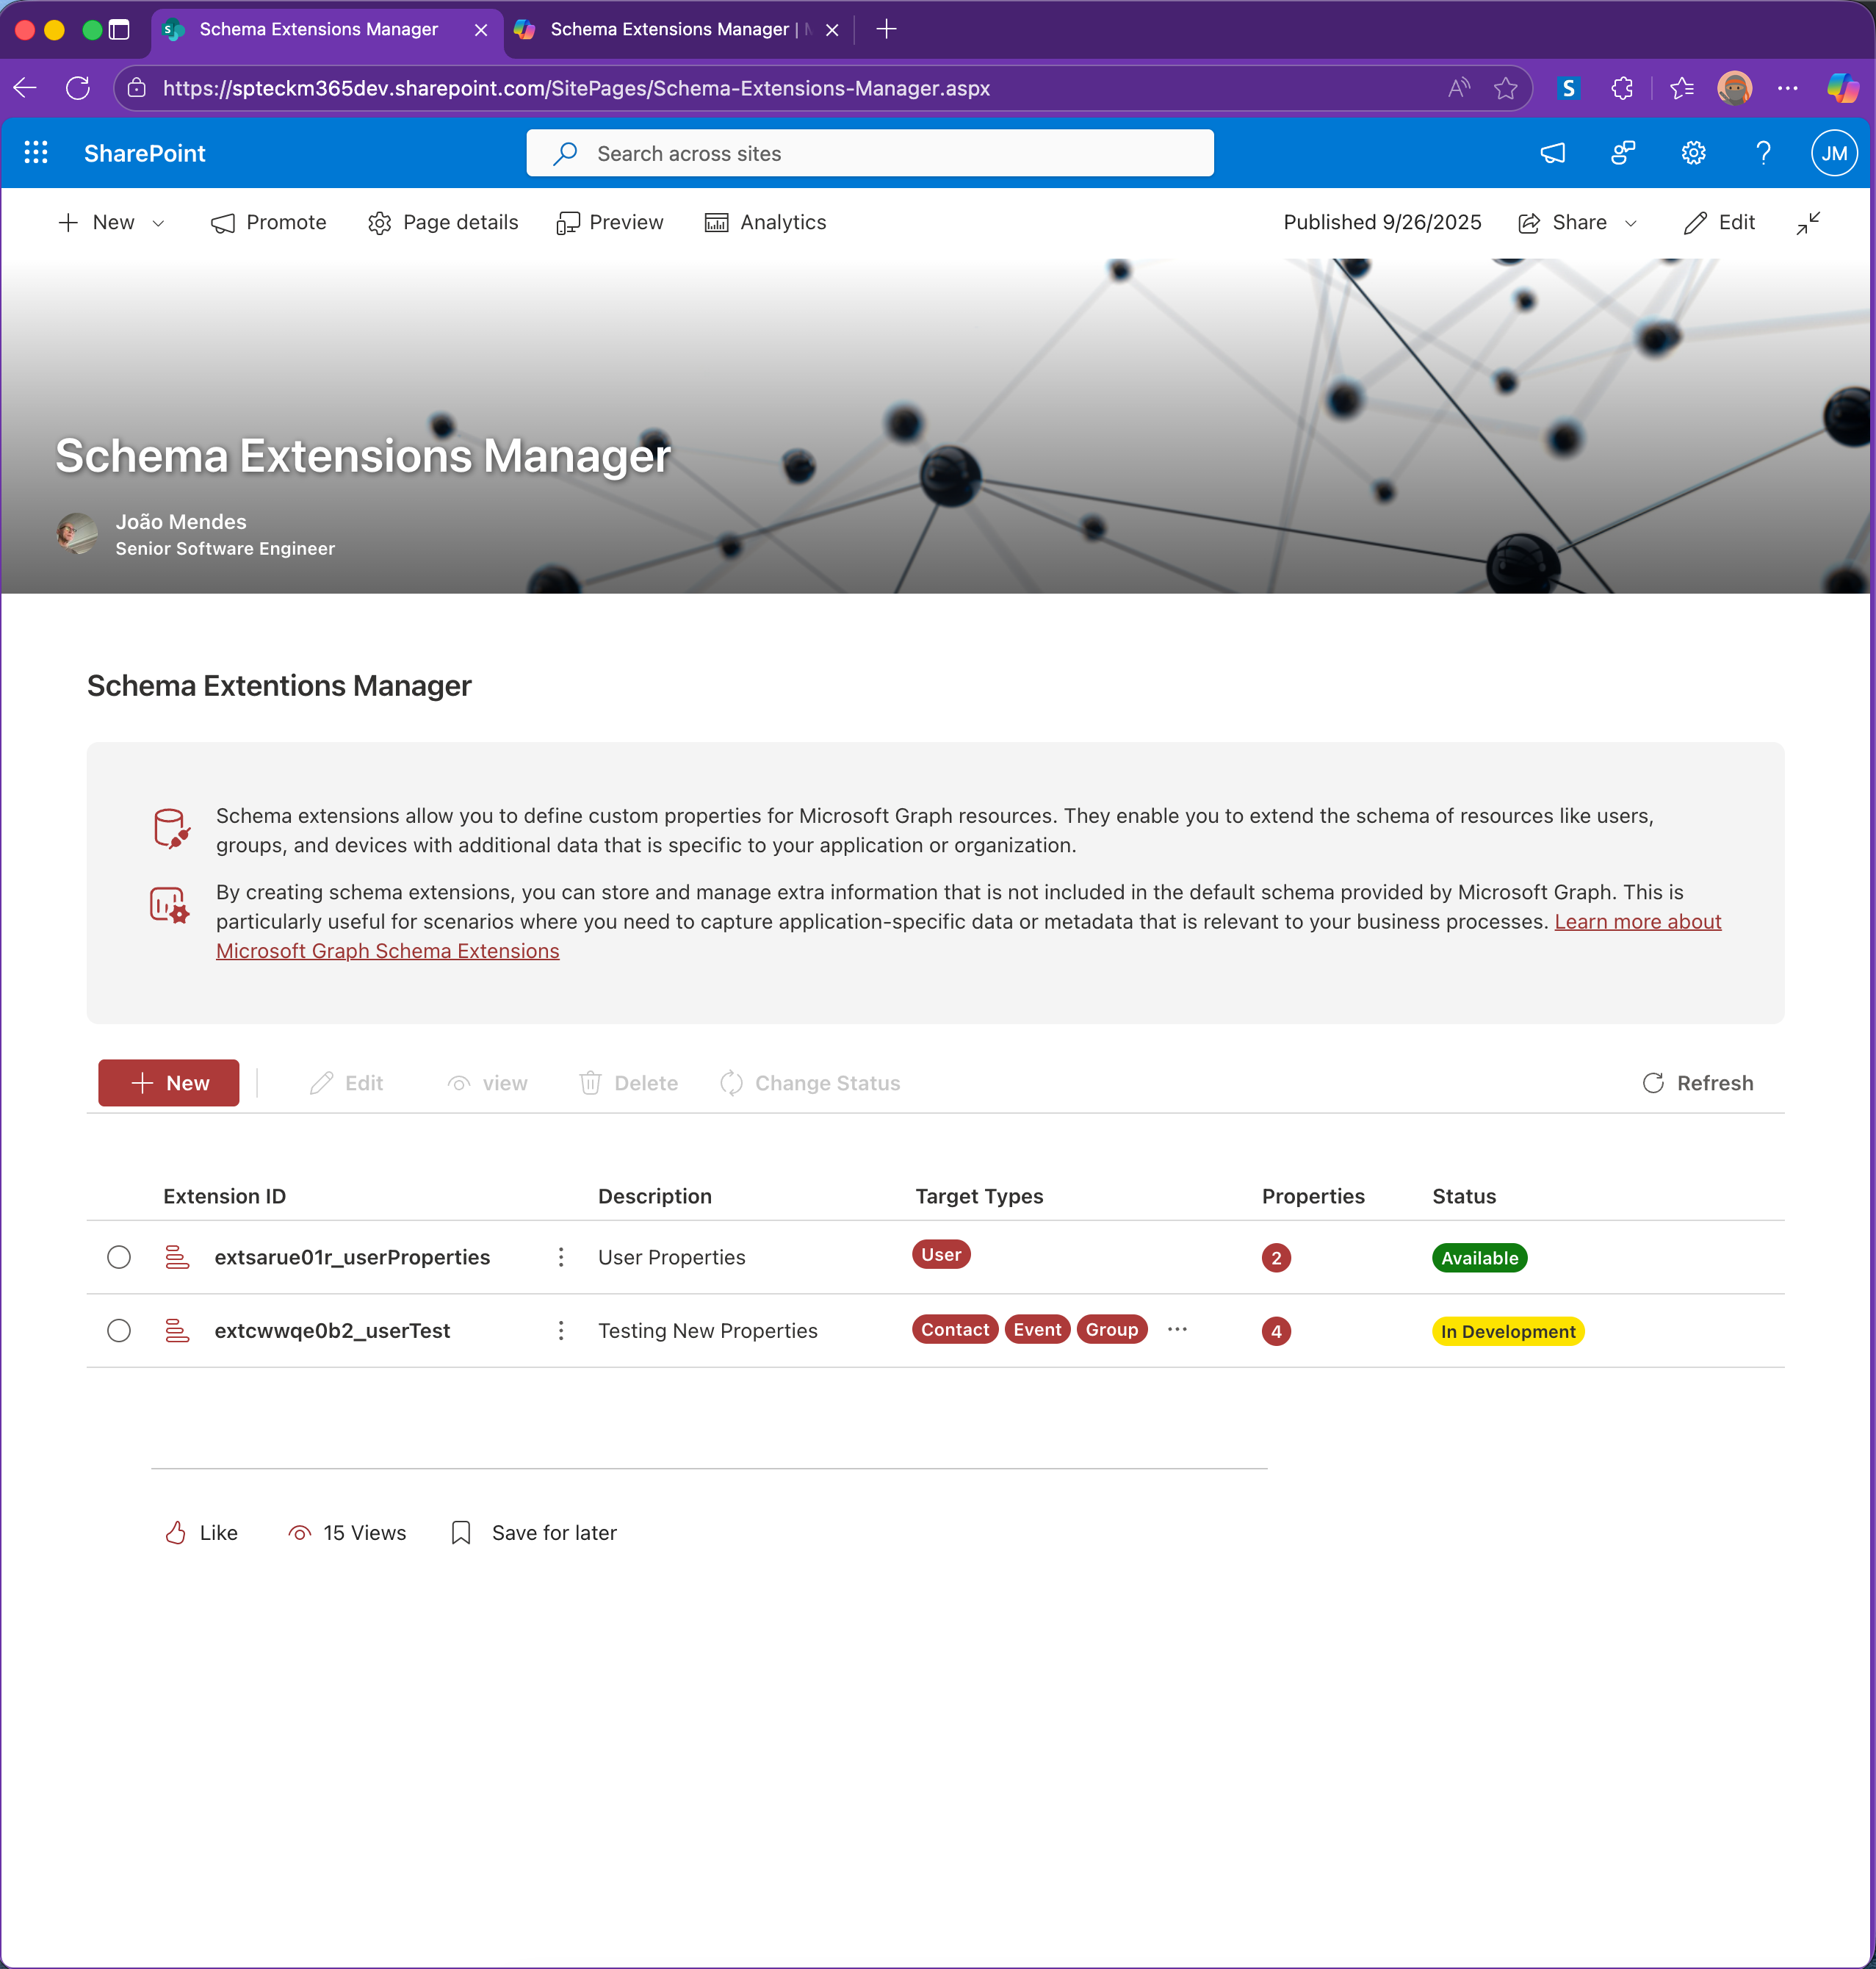 Schema Extensions Manager
Schema Extensions Manager |
https://spteckm365dev.sharepoint.com/SitePages/Schema-Extensions-Manager.aspx
S
SharePoint
Search across sites
JM
New
Promote
Page details
Preview
Analytics
Published 9/26/2025
Share
Edit
Schema Extensions Manager
João Mendes
Senior Software Engineer
Schema Extentions Manager
Schema extensions allow you to define custom properties for Microsoft Graph resources. They enable you to extend the schema of resources like users,
groups, and devices with additional data that is specific to your application or organization.
By creating schema extensions, you can store and manage extra information that is not included in the default schema provided by Microsoft Graph. This is
particularly useful for scenarios where you need to capture application-specific data or metadata that is relevant to your business processes. Learn more about
Microsoft Graph Schema Extensions
New
Edit
view
Delete
Change Status
Refresh
Extension ID Description Target Types Properties Status
extsarue01r_userProperties User Properties User 2 Available
extcwwqe0b2_userTest Testing New Properties Contact Event Group ... 4 In Development
Like
15 Views
Save for later